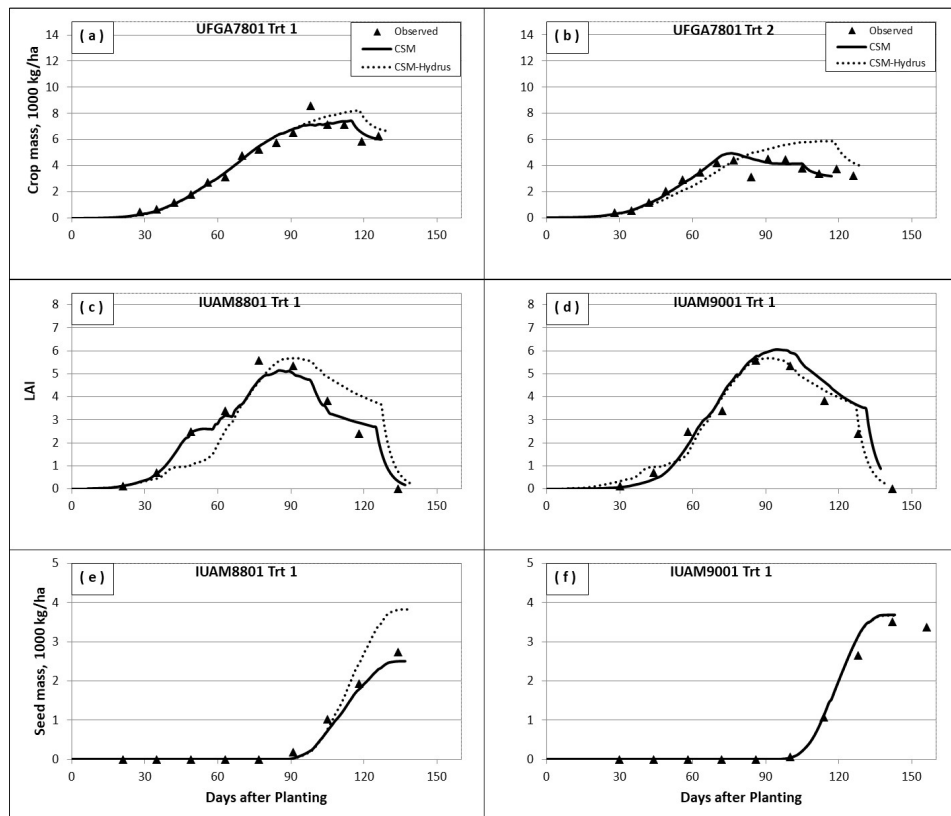 ( a )
UFGA7801 Trt 1
Observed
CSM
CSM-Hydrus
Crop mass, 1000 kg/ha
14
12
10
8
6
4
2
0
0 30 60 90 120 150
( b )
UFGA7801 Trt 2
Observed
CSM
CSM-Hydrus
14
12
10
8
6
4
2
0
0 30 60 90 120 150
( c )
IUAM8801 Trt 1
LAI
8
7
6
5
4
3
2
1
0
0 30 60 90 120 150
( d )
IUAM9001 Trt 1
8
7
6
5
4
3
2
1
0
0 30 60 90 120 150
( e )
IUAM8801 Trt 1
Seed mass, 1000 kg/ha
5
4
3
2
1
0
0 30 60 90 120 150
Days after Planting
( f )
IUAM9001 Trt 1
5
4
3
2
1
0
0 30 60 90 120 150
Days after Planting